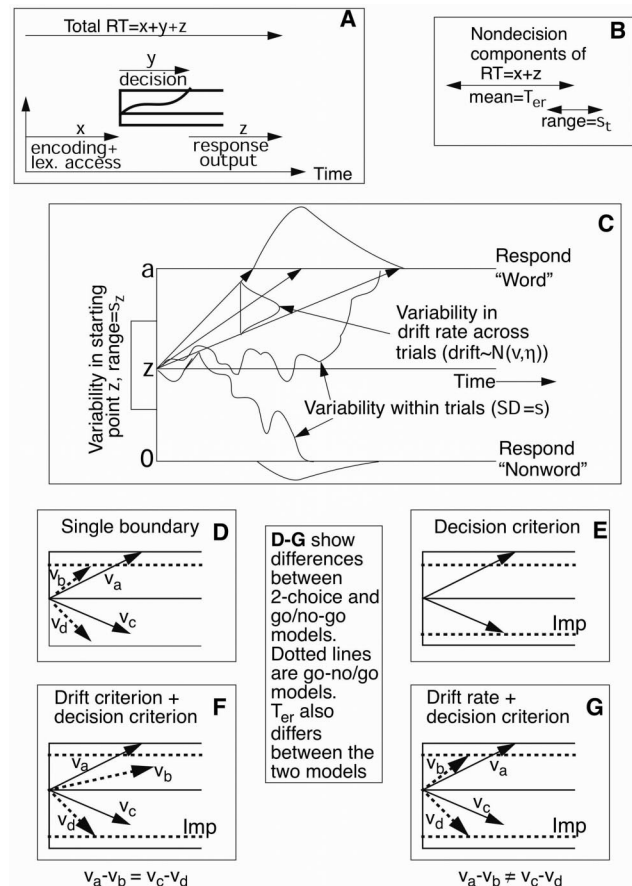 A
Total RT=x+y+z
y
decision
x
z
encoding+
lex. access
response
output
Time
B
Nondecision
components of
RT=x+z
mean=Ter
range=st
C
a
Respond
"Word"
Variability in starting
point z, range=sz
Variability in
drift rate across
trials (drift~N(v,η))
z
Time
Variability within trials (SD=s)
0
Respond
"Nonword"
Single boundary
D
vb
va
vd
vc
D-G show
differences
between
2-choice and
go/no-go
models.
Dotted lines
are go-no/go
models.
Ter also
differs
between the
two models
Decision criterion
E
Imp
Drift criterion +
decision criterion
F
va
vb
vc
vd
Imp
va-vb = vc-vd
Drift rate +
decision criterion
G
vb
va
vc
vd
Imp
va-vb ≠ vc-vd